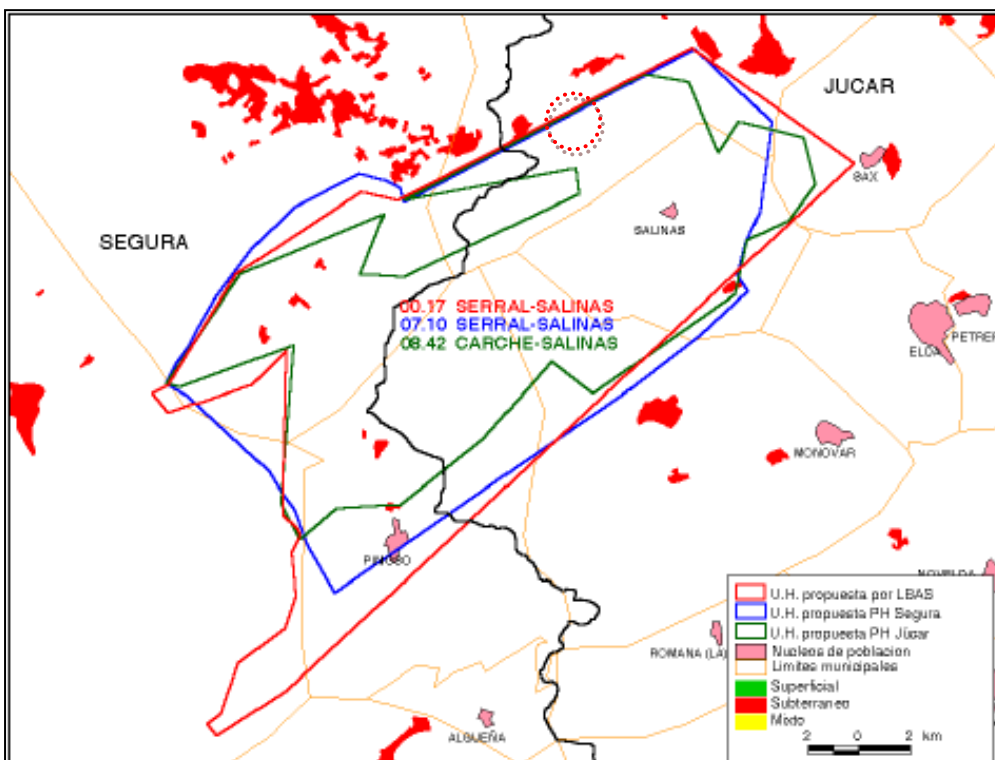 JUCAR
SAX
SEGURA
SALINAS
00.17 SERRAL-SALINAS
07.10 SERRAL-SALINAS
08.42 CARCHE-SALINAS
PETRER
ELDA
MONOVAR
PINOSO
NOVELDA
ROMANA (LA)
ALGUEÑA
U.H. propuesta por LBAS
U.H. propuesta PH Segura
U.H. propuesta PH Júcar
Nucleos de poblacion
Limites municipales
Superficial
Subterraneo
Mixto
2 0 2 km